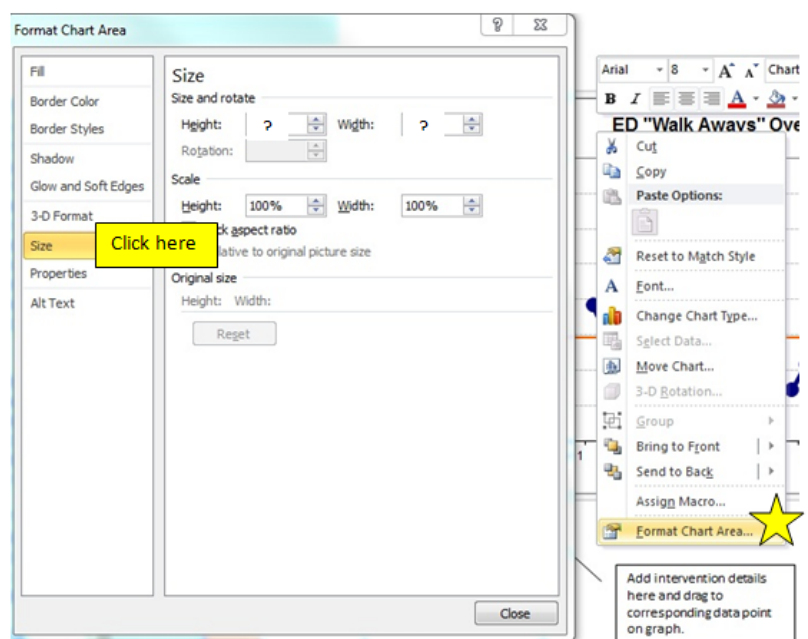 Format Chart Area
Fill
Border Color
Border Styles
Shadow
Glow and Soft Edges
3-D Format
Size
Properties
Alt Text
Click here
Size
Size and rotate
Height: ? Width: ?
Rotation:
Scale
Height: 100% Width: 100%
aspect ratio
to original picture size
Original size
Height: Width:
Reset
Close
Arial 8 A A Chart
B I A
ED "Walk Aways" Ove
Cut
Copy
Paste Options:
Reset to Match Style
A Font...
Change Chart Type...
Select Data...
Move Chart...
3-D Rotation...
Group
Bring to Front
Send to Back
Assign Macro...
Format Chart Area...
1
Add intervention details
here and drag to
corresponding data point
on graph.